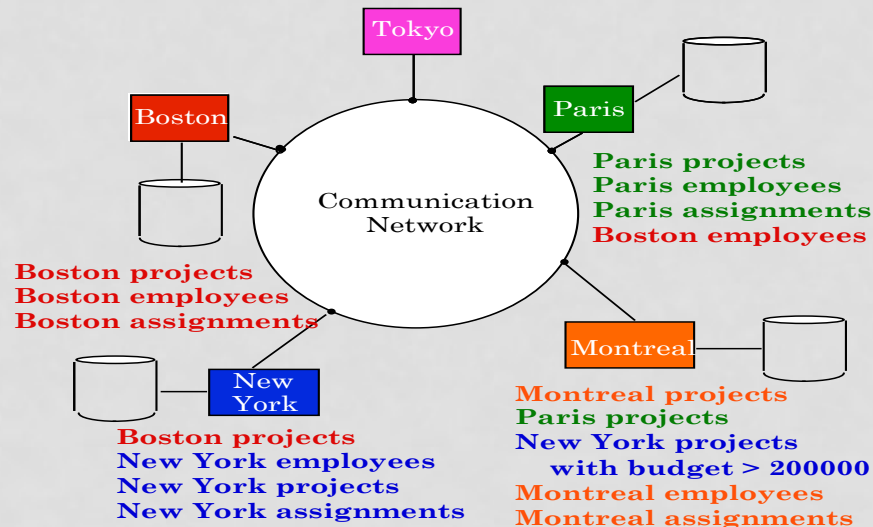 Tokyo
Boston
Paris
Paris projects
Paris employees
Paris assignments
Boston employees
Communication
Network
Boston projects
Boston employees
Boston assignments
Montreal
New
York
Montreal projects
Paris projects
New York projects
with budget > 200000
Montreal employees
Montreal assignments
Boston projects
New York employees
New York projects
New York assignments